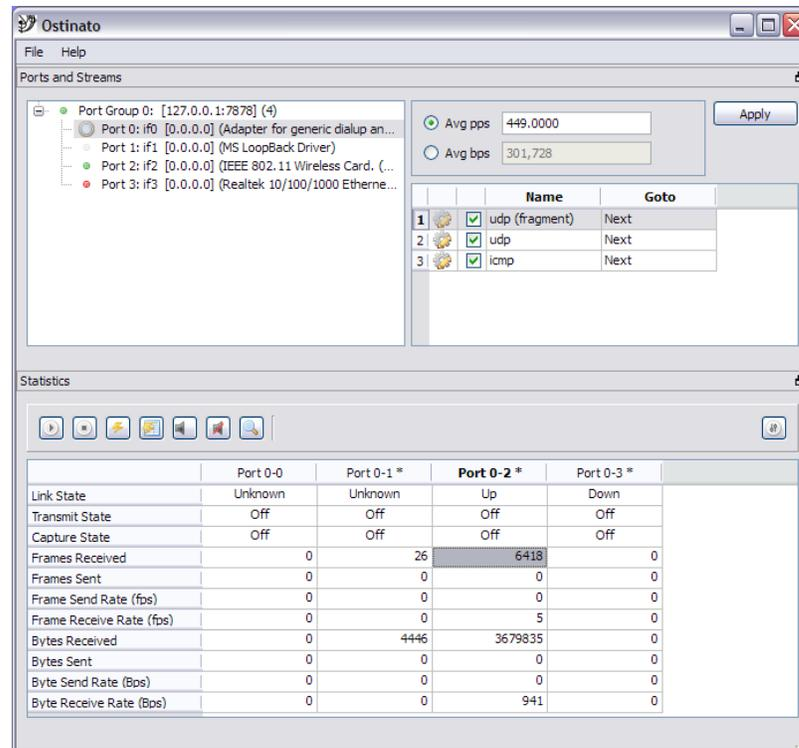 Ostinato
File Help
Ports and Streams
Port Group 0: [127.0.0.1:7878] (4)
Port 0: if0 [0.0.0.0] (Adapter for generic dialup an...
Port 1: if1 [0.0.0.0] (MS LoopBack Driver)
Port 2: if2 [0.0.0.0] (IEEE 802.11 Wireless Card. (...
Port 3: if3 [0.0.0.0] (Realtek 10/100/1000 Etherne...
Avg pps 449.0000
Avg bps 301,728
Apply
Name Goto
1 udp (fragment) Next
2 udp Next
3 icmp Next
Statistics
Port 0-0 Port 0-1 * Port 0-2 * Port 0-3 *
Link State Unknown Unknown Up Down
Transmit State Off Off Off Off
Capture State Off Off Off Off
Frames Received 0 26 6418 0
Frames Sent 0 0 0 0
Frame Send Rate (fps) 0 0 0 0
Frame Receive Rate (fps) 0 0 5 0
Bytes Received 0 4446 3679835 0
Bytes Sent 0 0 0 0
Byte Send Rate (Bps) 0 0 0 0
Byte Receive Rate (Bps) 0 0 941 0